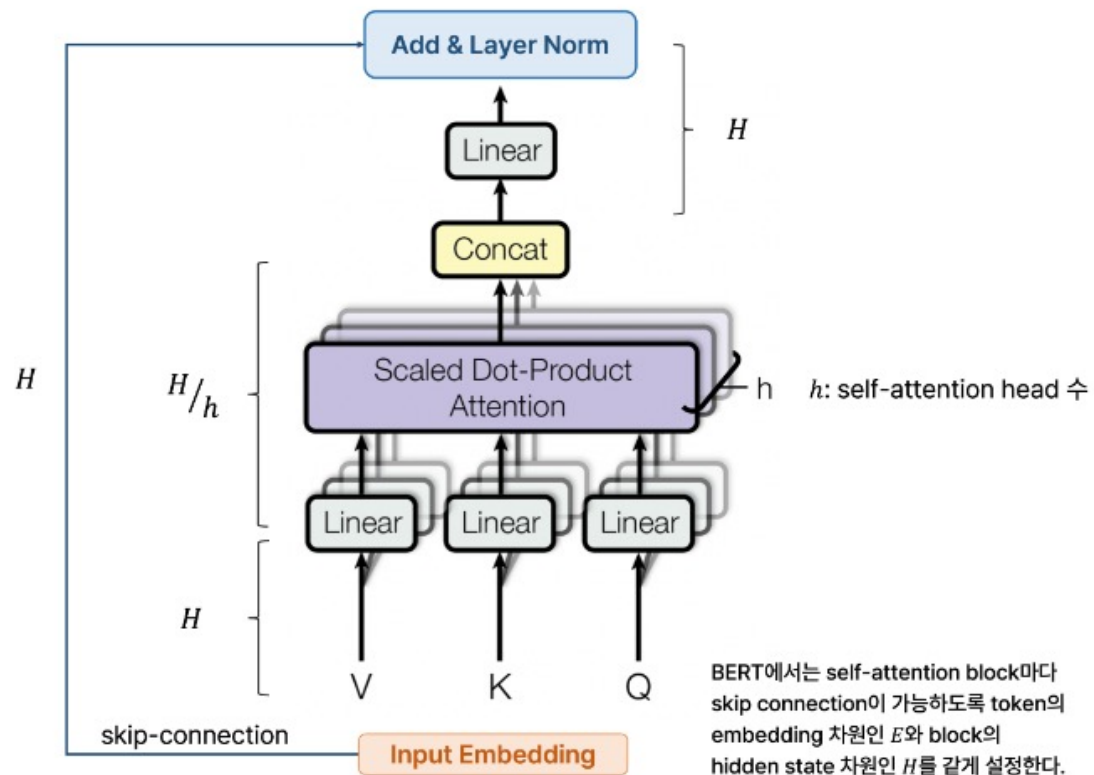 Add & Layer Norm
H
Linear
Concat
H
H/h
Scaled Dot-Product
Attention
h
h: self-attention head 수
Linear
Linear
Linear
H
V
K
Q
skip-connection
Input Embedding
BERT에서는 self-attention block마다
skip connection이 가능하도록 token의
embedding 차원인 E와 block의
hidden state 차원인 H를 같게 설정한다.